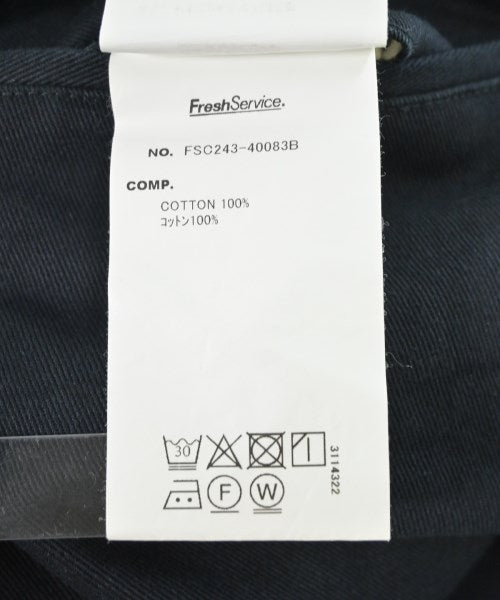 FreshService.
NO. FSC243-40083B
COMP.
COTTON 100%
コットン100%
30
F W
3114322